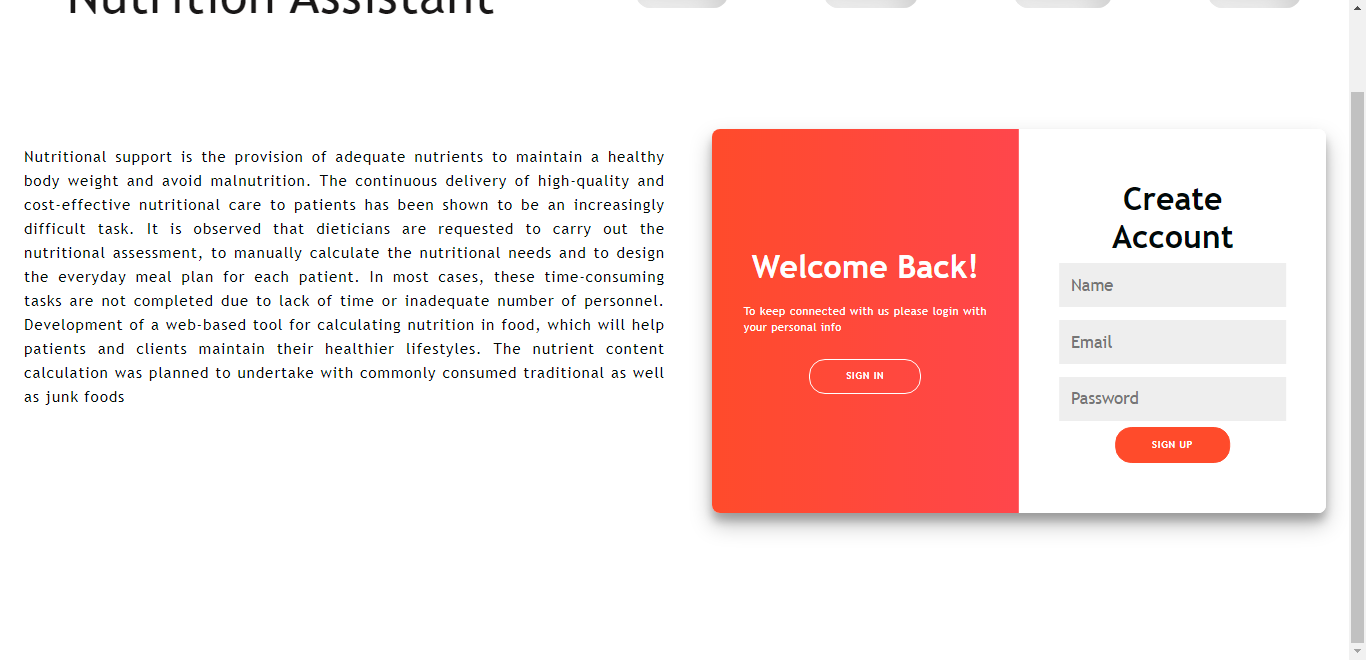 Nutrition Assistant
Nutritional support is the provision of adequate nutrients to maintain a healthy
body weight and avoid malnutrition. The continuous delivery of high-quality and
cost-effective nutritional care to patients has been shown to be an increasingly
difficult task. It is observed that dieticians are requested to carry out the
nutritional assessment, to manually calculate the nutritional needs and to design
the everyday meal plan for each patient. In most cases, these time-consuming
tasks are not completed due to lack of time or inadequate number of personnel.
Development of a web-based tool for calculating nutrition in food, which will help
patients and clients maintain their healthier lifestyles. The nutrient content
calculation was planned to undertake with commonly consumed traditional as well
as junk foods
Welcome Back!
To keep connected with us please login with
your personal info
SIGN IN
Create
Account
Name
Email
Password
SIGN UP